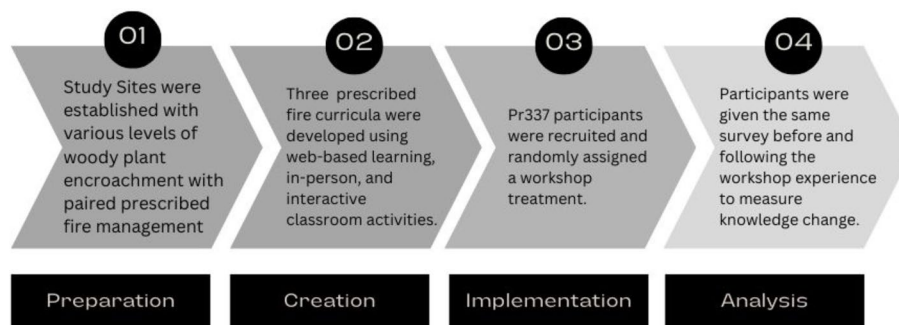 01
Study Sites were
established with
various levels of
woody plant
encroachment with
paired prescribed
fire management
02
Three prescribed
fire curricula were
developed using
web-based learning,
in-person, and
interactive
classroom activities.
03
Pr337 participants
were recruited and
randomly assigned
a workshop
treatment.
04
Participants were
given the same
survey before and
following the
workshop experience
to measure
knowledge change.
Preparation
Creation
Implementation
Analysis